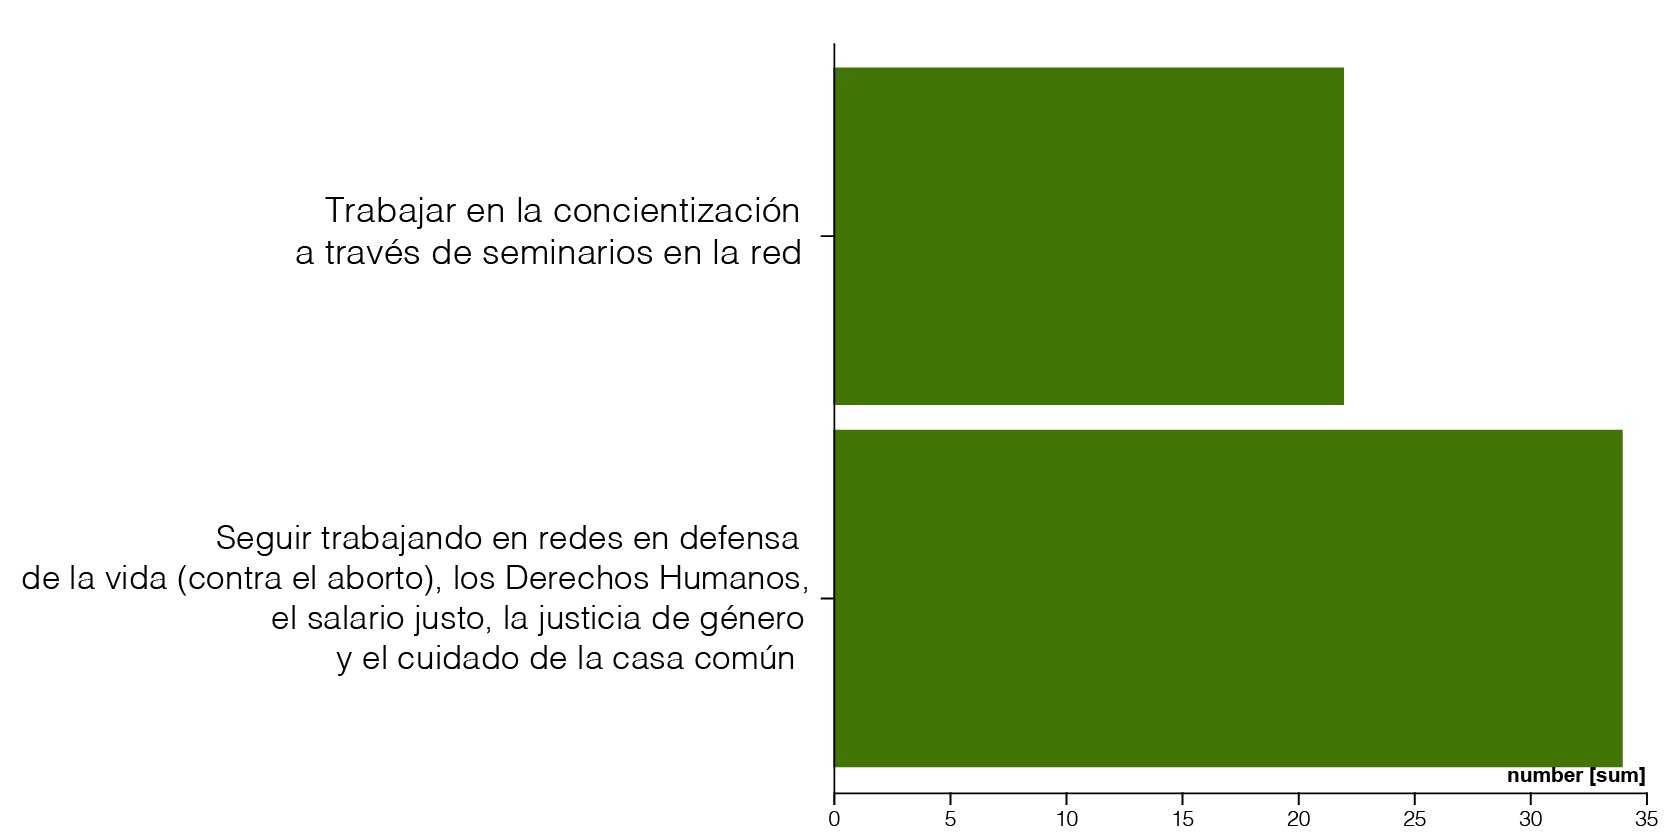 Trabajar en la concientización
a través de seminarios en la red
Seguir trabajando en redes en defensa
de la vida (contra el aborto), los Derechos Humanos,
el salario justo, la justicia de género
y el cuidado de la casa común
number [sum]
0 5 10 15 20 25 30 35